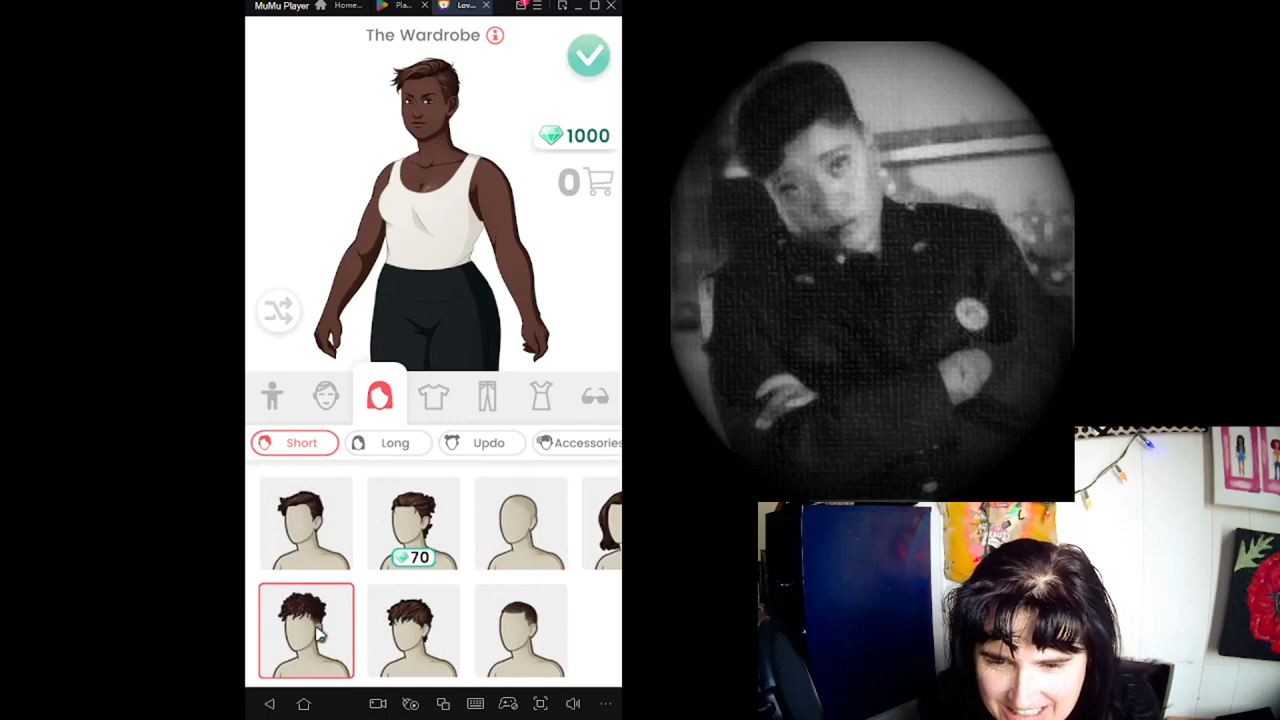 MuMu Player Home... Pla... Lov...
The Wardrobe
1000
0
Short Long Updo Accessories
70